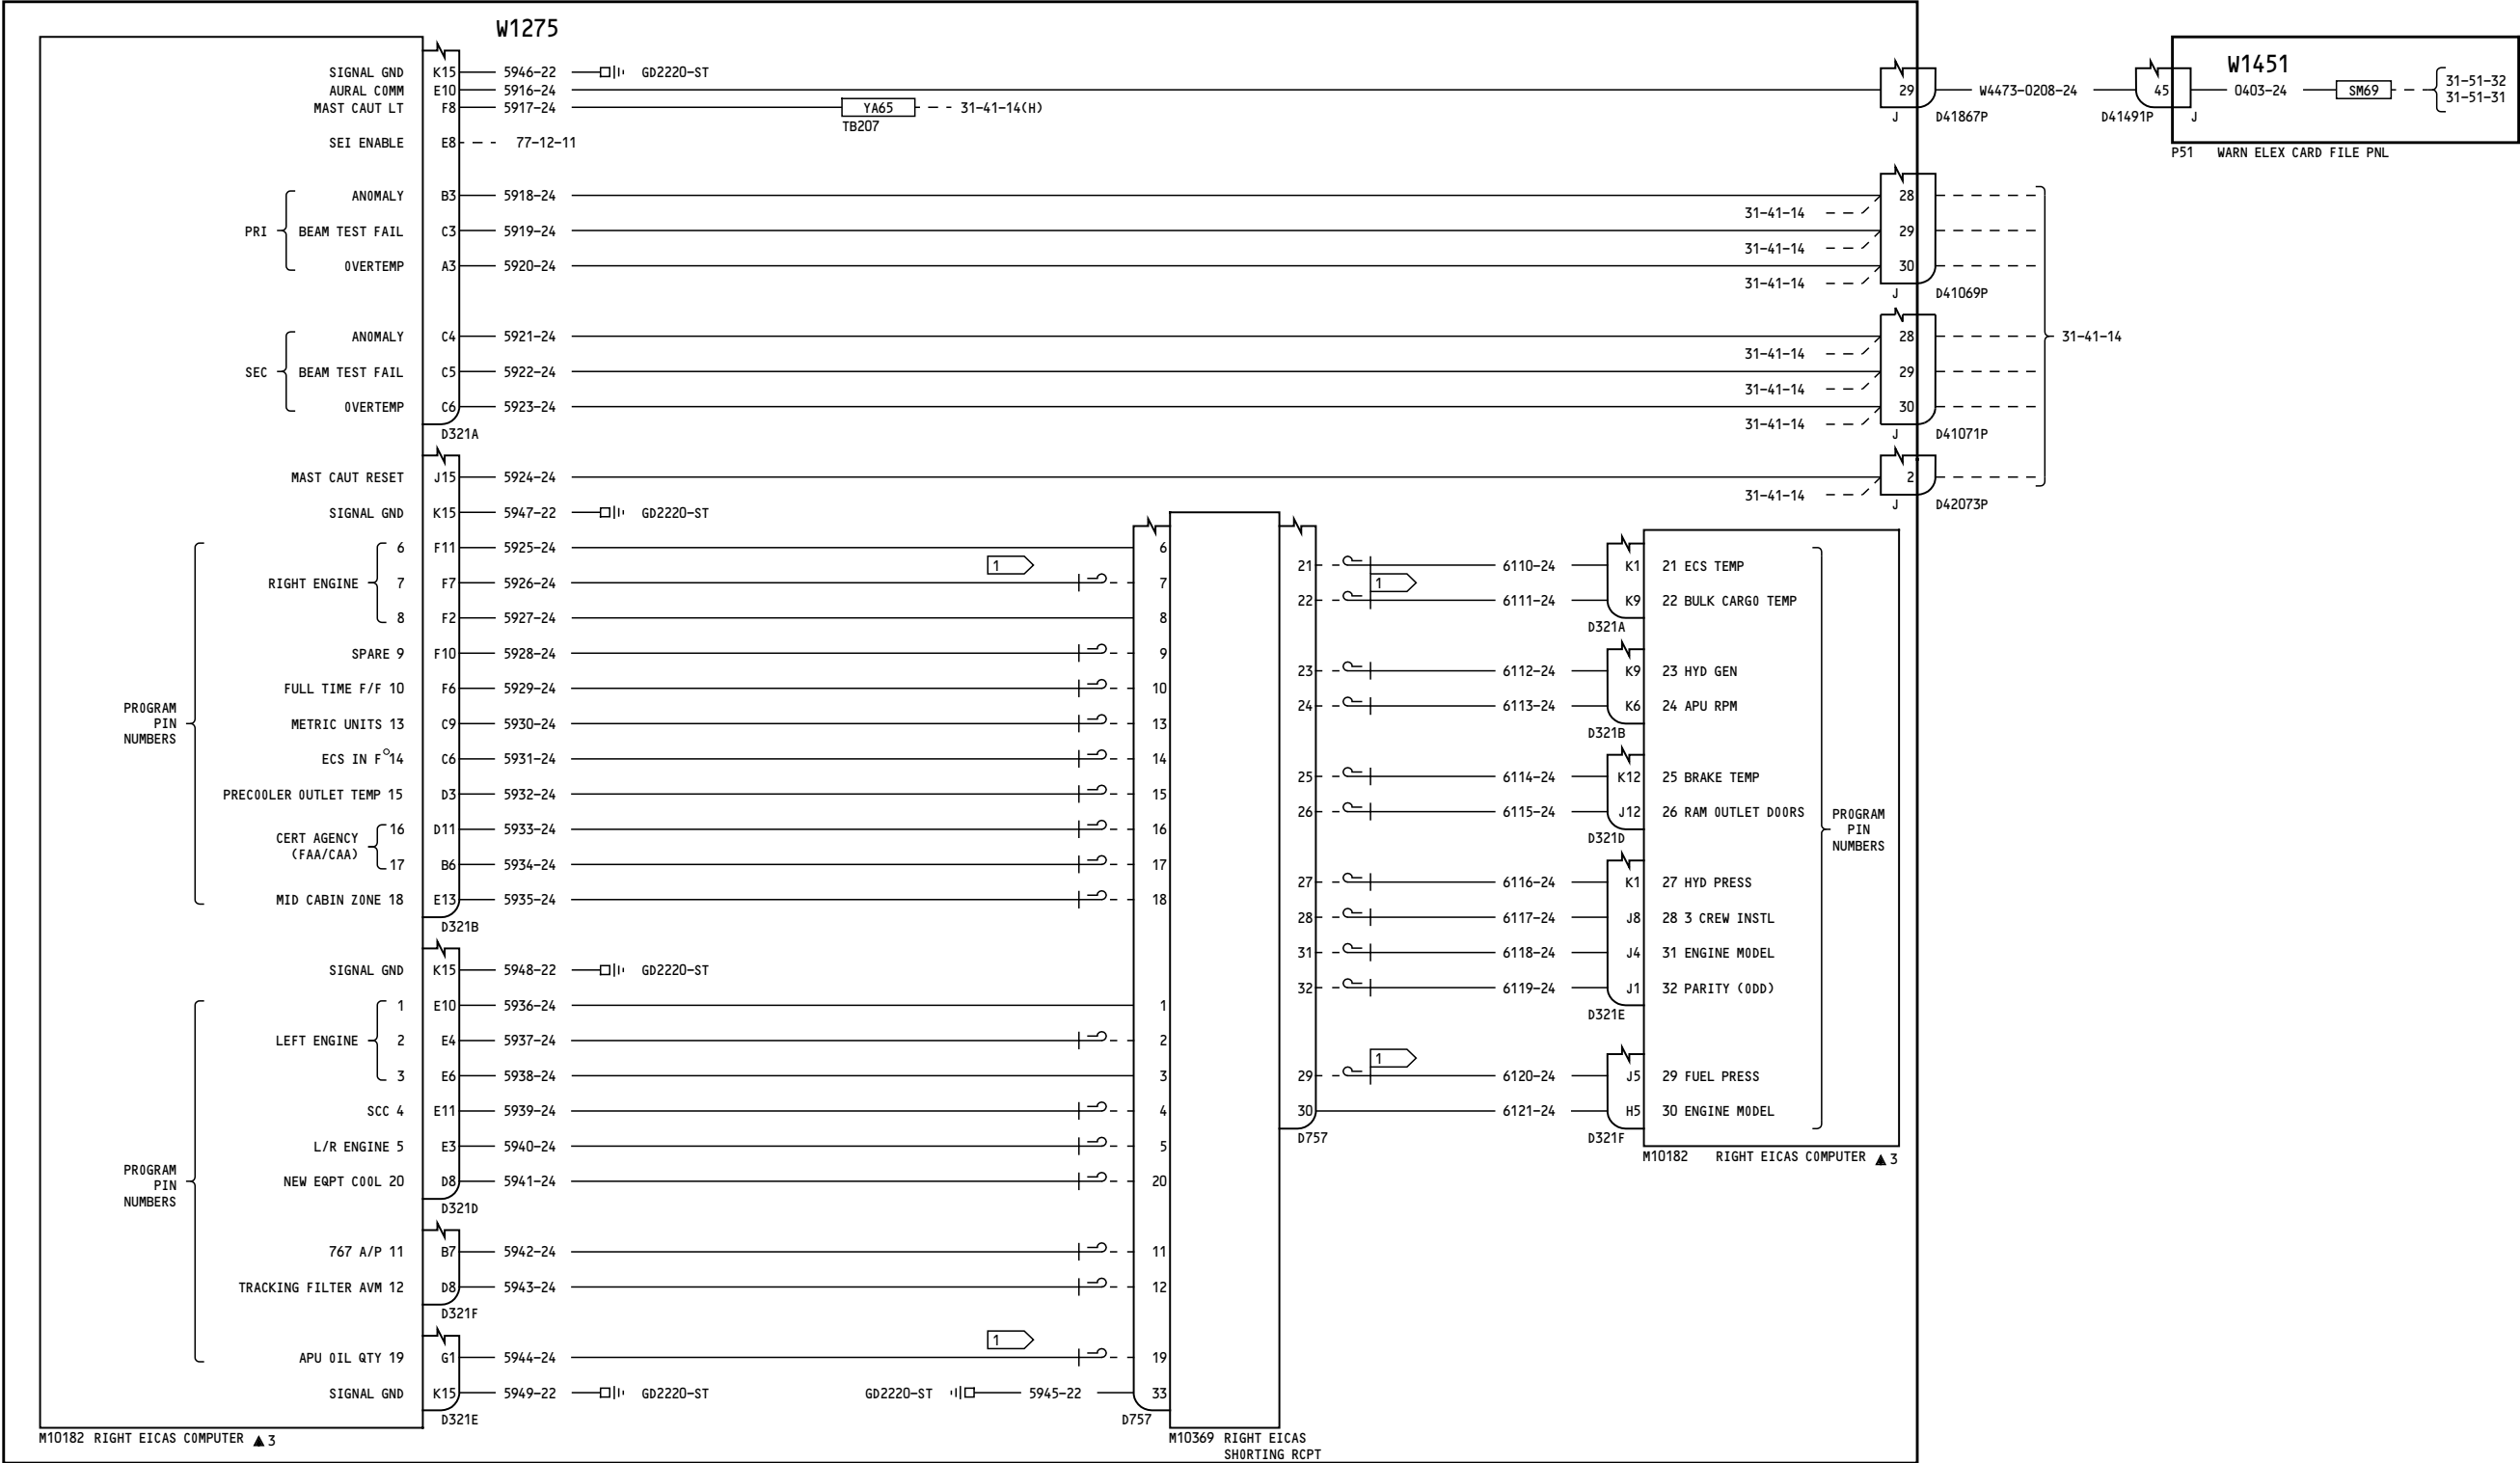 W1275
SIGNAL GND K15 5946-22 GD2220-ST
AURAL COMM E10 5916-24 29 W4473-0208-24 45 0403-24 SM69 31-51-32
MAST CAUT LT F8 5917-24 YA65 31-41-14(H) 31-51-31
TB207 J D41867P D41491P J
W1451
SEI ENABLE E8 77-12-11
P51 WARN ELEX CARD FILE PNL
ANOMALY B3 5918-24 28
31-41-14
PRI BEAM TEST FAIL C3 5919-24 29
31-41-14
OVERTEMP A3 5920-24 30
31-41-14 J D41069P
ANOMALY C4 5921-24 28 31-41-14
31-41-14
SEC BEAM TEST FAIL C5 5922-24 29
31-41-14
OVERTEMP C6 5923-24 30
31-41-14
D321A J D41071P
MAST CAUT RESET J15 5924-24 2
31-41-14 J D42073P
SIGNAL GND K15 5947-22 GD2220-ST
6 F11 5925-24 6
1
RIGHT ENGINE 7 F7 5926-24 7
8 F2 5927-24 8
SPARE 9 F10 5928-24 9
FULL TIME F/F 10 F6 5929-24 10
PROGRAM
PIN
NUMBERS
METRIC UNITS 13 C9 5930-24 13
ECS IN F°14 C6 5931-24 14
PRECOOLER OUTLET TEMP 15 D3 5932-24 15
CERT AGENCY
(FAA/CAA)
16 D11 5933-24 16
17 B6 5934-24 17
MID CABIN ZONE 18 E13 5935-24 18
D321B
SIGNAL GND K15 5948-22 GD2220-ST
1 E10 5936-24 1
LEFT ENGINE 2 E4 5937-24 2
3 E6 5938-24 3
SCC 4 E11 5939-24 4
L/R ENGINE 5 E3 5940-24 5
PROGRAM
PIN
NUMBERS
NEW EQPT COOL 20 D8 5941-24 20
D321D
767 A/P 11 B7 5942-24 11
TRACKING FILTER AVM 12 D8 5943-24 12
D321F
1
APU OIL QTY 19 G1 5944-24 19
SIGNAL GND K15 5949-22 GD2220-ST GD2220-ST 5945-22 33
D321E D757
M10182 RIGHT EICAS COMPUTER ▲3
M10369 RIGHT EICAS
SHORTING RCPT
21 6110-24 K1 21 ECS TEMP
1
22 6111-24 K9 22 BULK CARGO TEMP
D321A
23 6112-24 K9 23 HYD GEN
24 6113-24 K6 24 APU RPM
D321B
25 6114-24 K12 25 BRAKE TEMP
26 6115-24 J12 26 RAM OUTLET DOORS
D321D
PROGRAM
PIN
NUMBERS
27 6116-24 K1 27 HYD PRESS
28 6117-24 J8 28 3 CREW INSTL
31 6118-24 J4 31 ENGINE MODEL
32 6119-24 J1 32 PARITY (ODD)
D321E
1
29 6120-24 J5 29 FUEL PRESS
30 6121-24 H5 30 ENGINE MODEL
D757 D321F
M10182 RIGHT EICAS COMPUTER ▲3